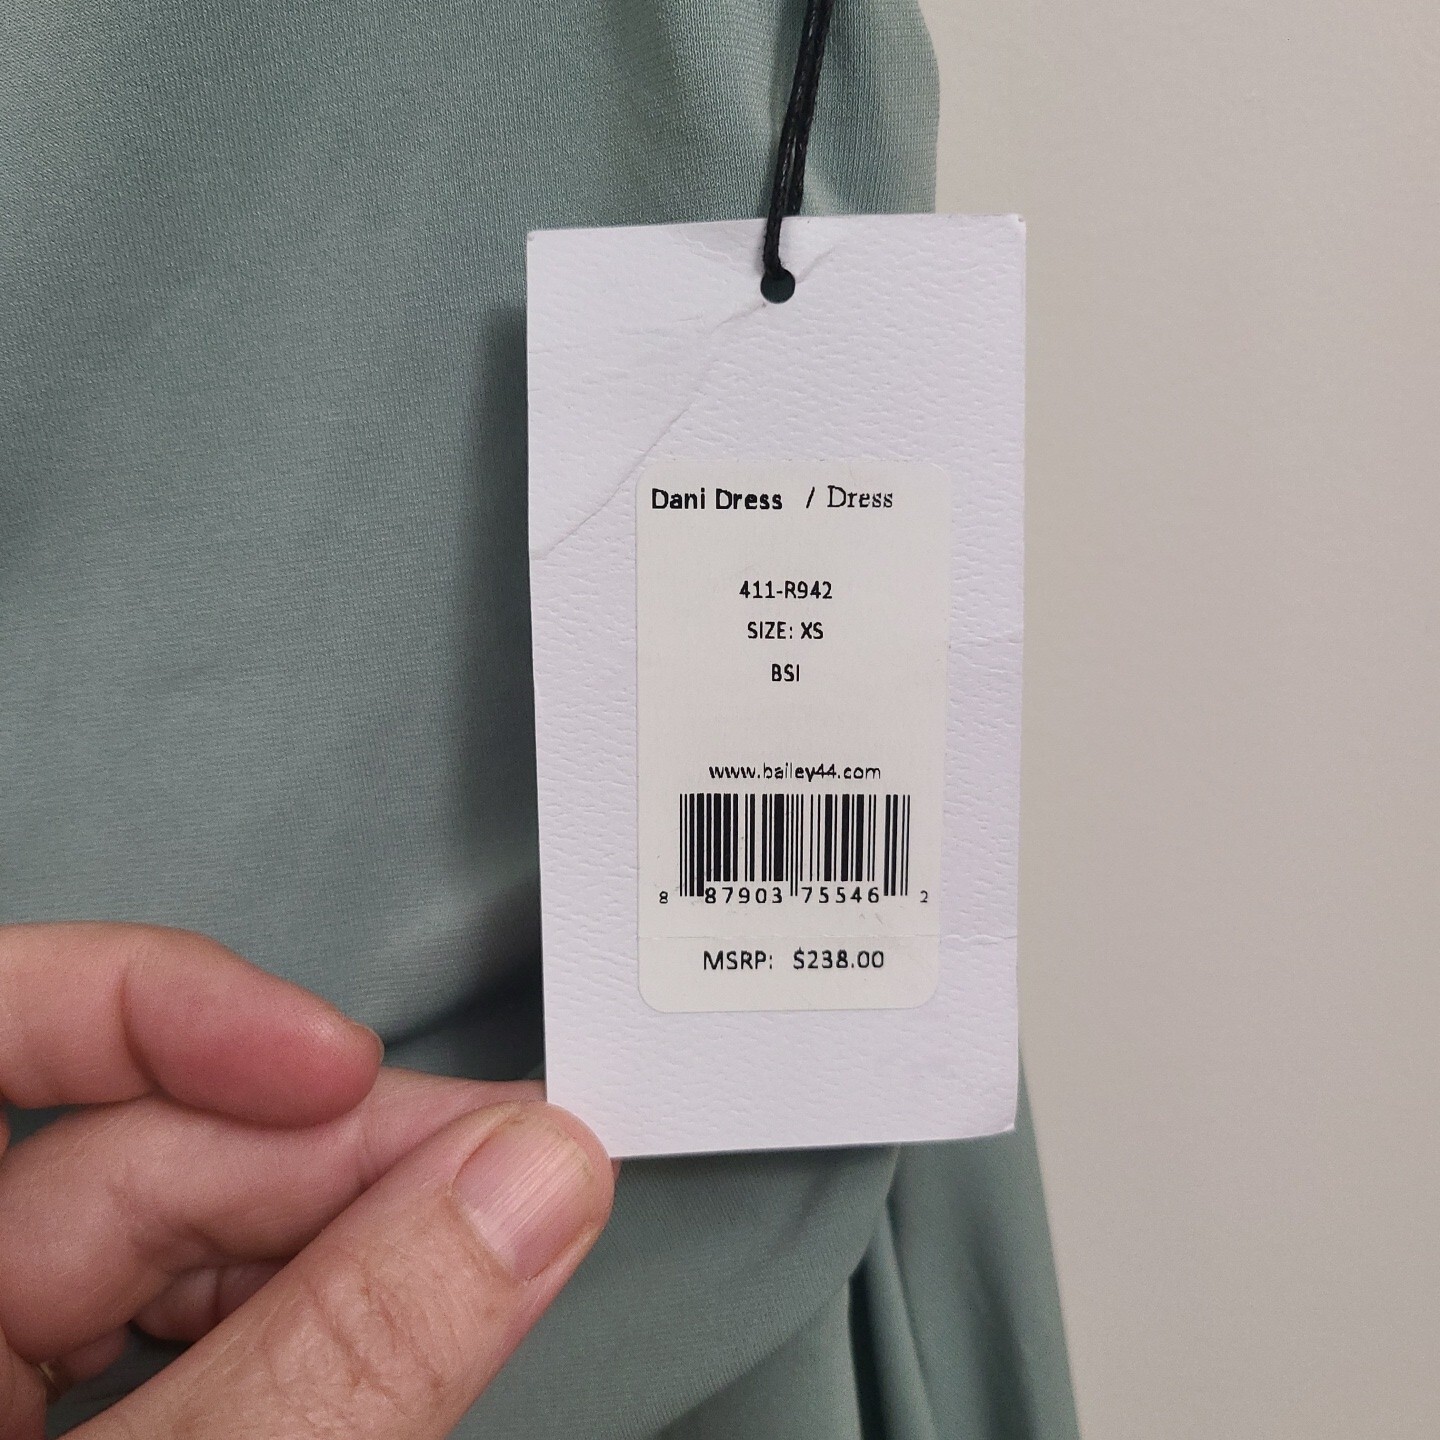 Dani Dress / Dress
411-R942
SIZE: XS
BSI
www.bailey44.com
8 87903 75546 2
MSRP: $238.00